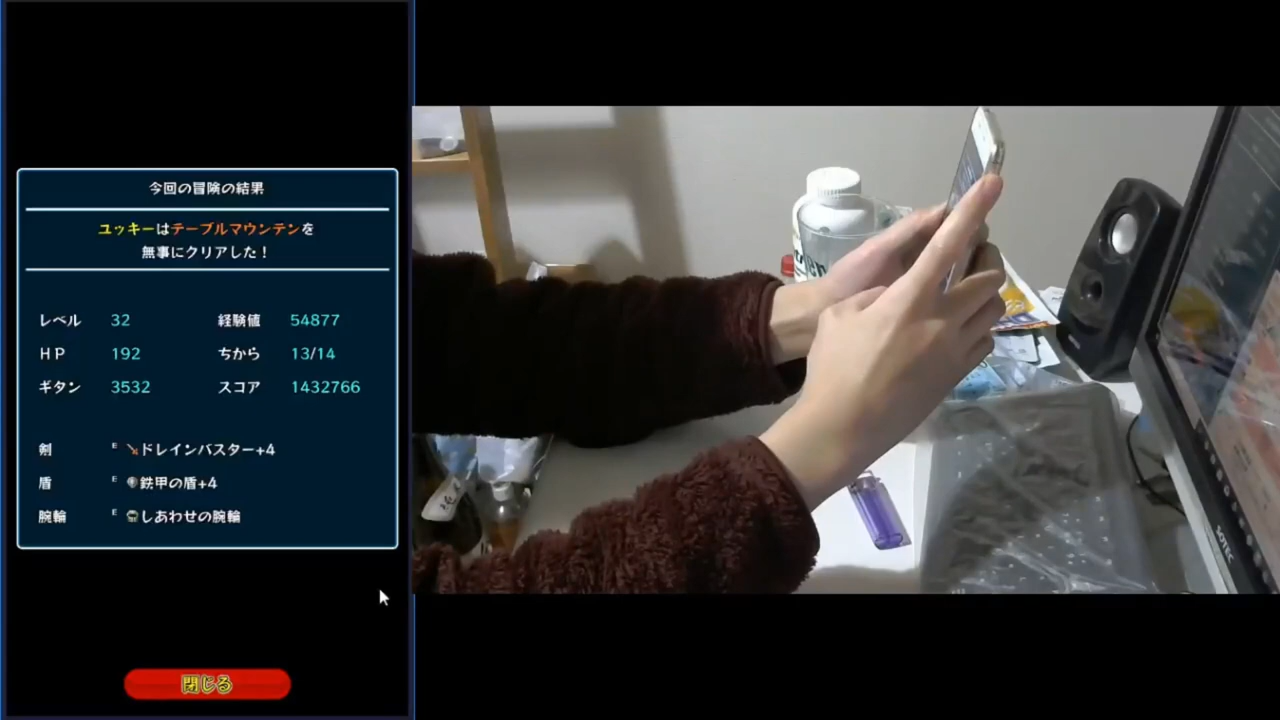 今回の冒険の結果
ユッキーはテーブルマウンテンを
無事にクリアした！
レベル 32 経験値 54877
HP 192 ちから 13/14
ギタン 3532 スコア 1432766
剣 E ドレインバスター+4
盾 E 鉄甲の盾+4
腕輪 E しあわせの腕輪
閉じる
SOTEC